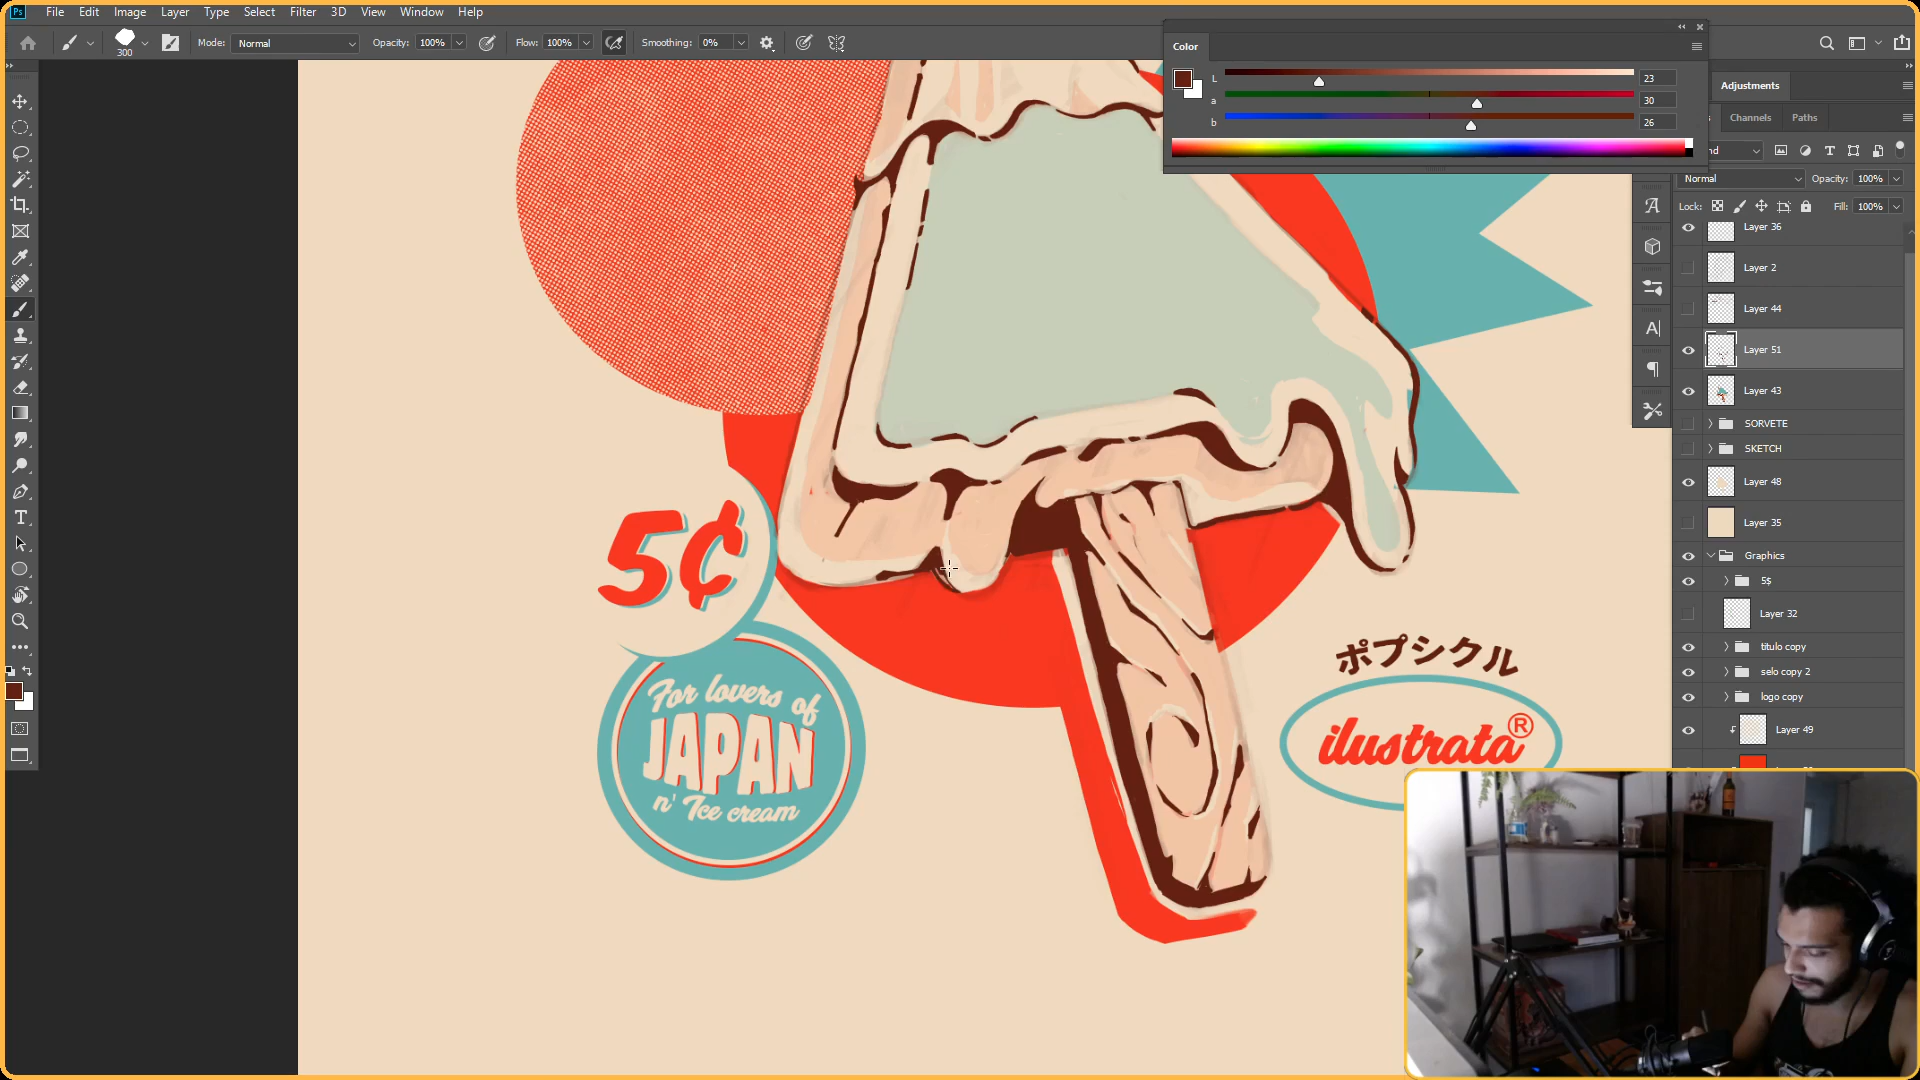 Ps File Edit Image Layer Type Select Filter 3D View Window Help
300 Mode: Normal Opacity: 100% Flow: 100% Smoothing: 0%
Color
L 23
a 30
b 26
Adjustments
Channels Paths
Normal Opacity: 100%
Lock: Fill: 100%
Layer 36
Layer 2
Layer 44
Layer 51
Layer 43
SORVETE
SKETCH
Layer 48
Layer 35
Graphics
5$
Layer 32
titulo copy
selo copy 2
logo copy
Layer 49
5¢
For lovers of
JAPAN
n' Ice cream
ポプシクル
ilustrata®